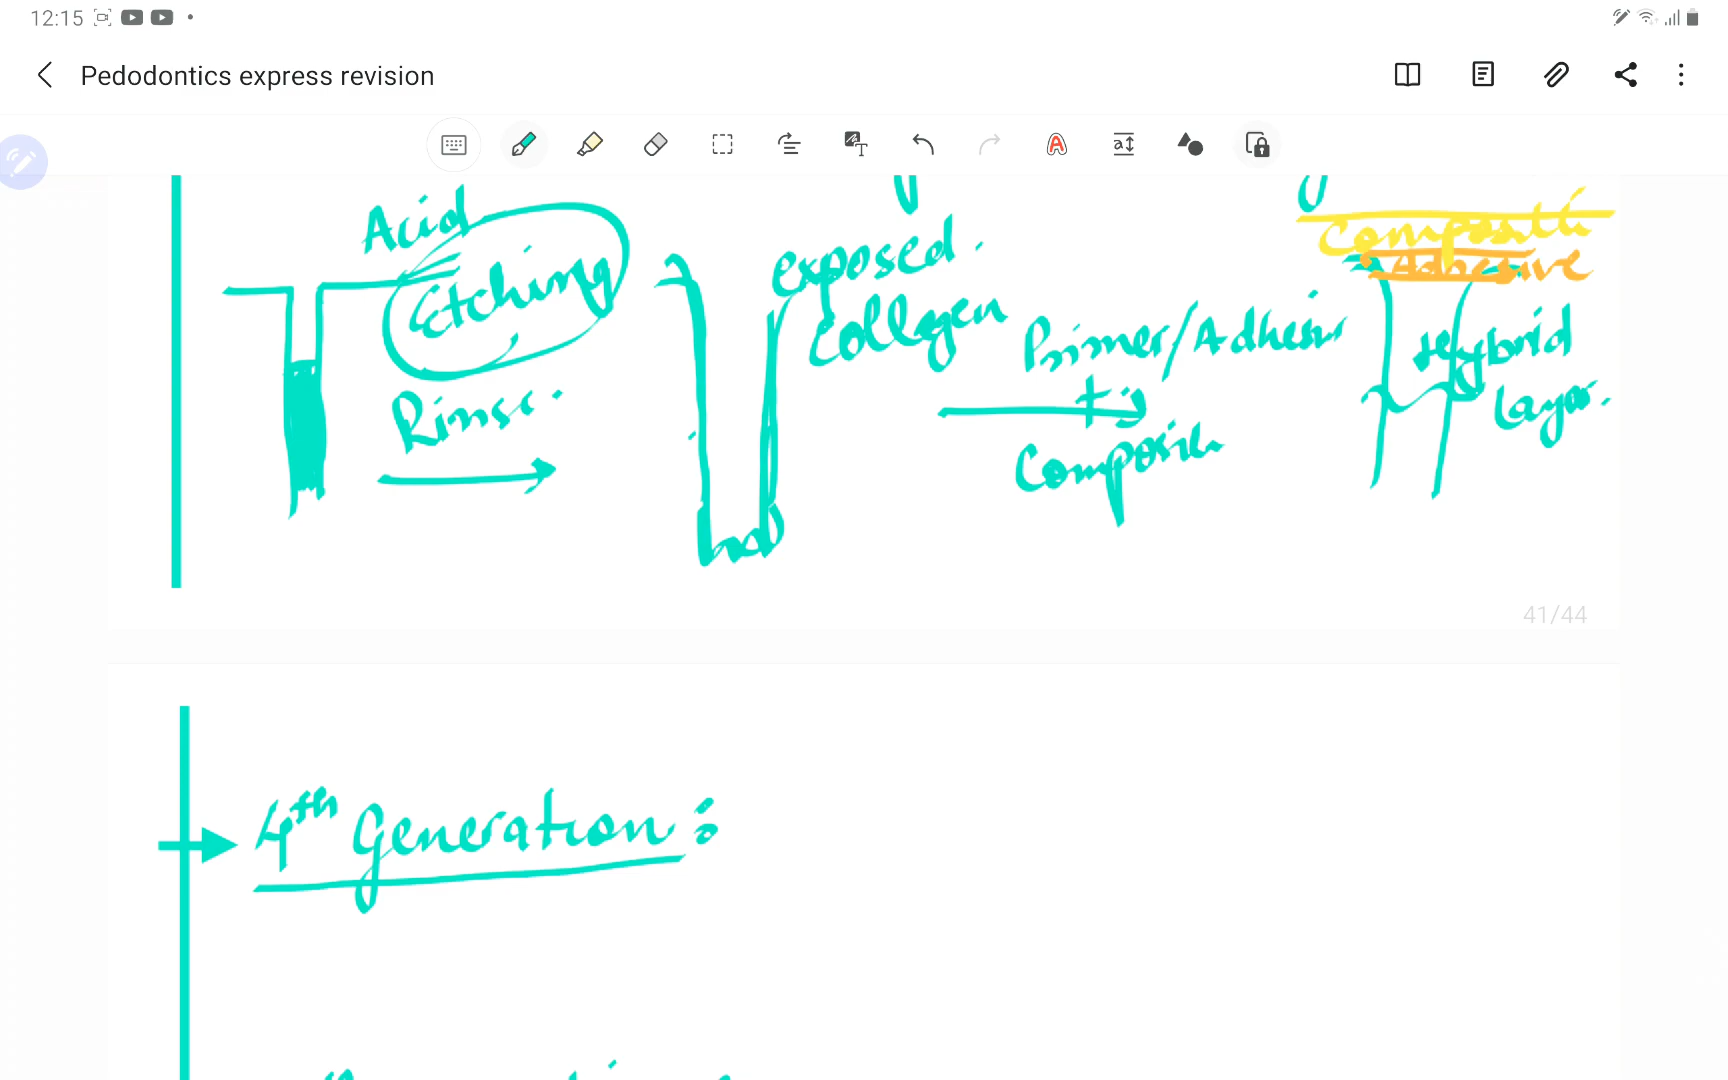 12:15
Pedodontics express revision
Acid
Etching
Rinse.
exposed.
collagen
Primer/Adhesive
+
Composite
Composite
Adhesive
Hybrid
Layer.
41/44
4th Generation: